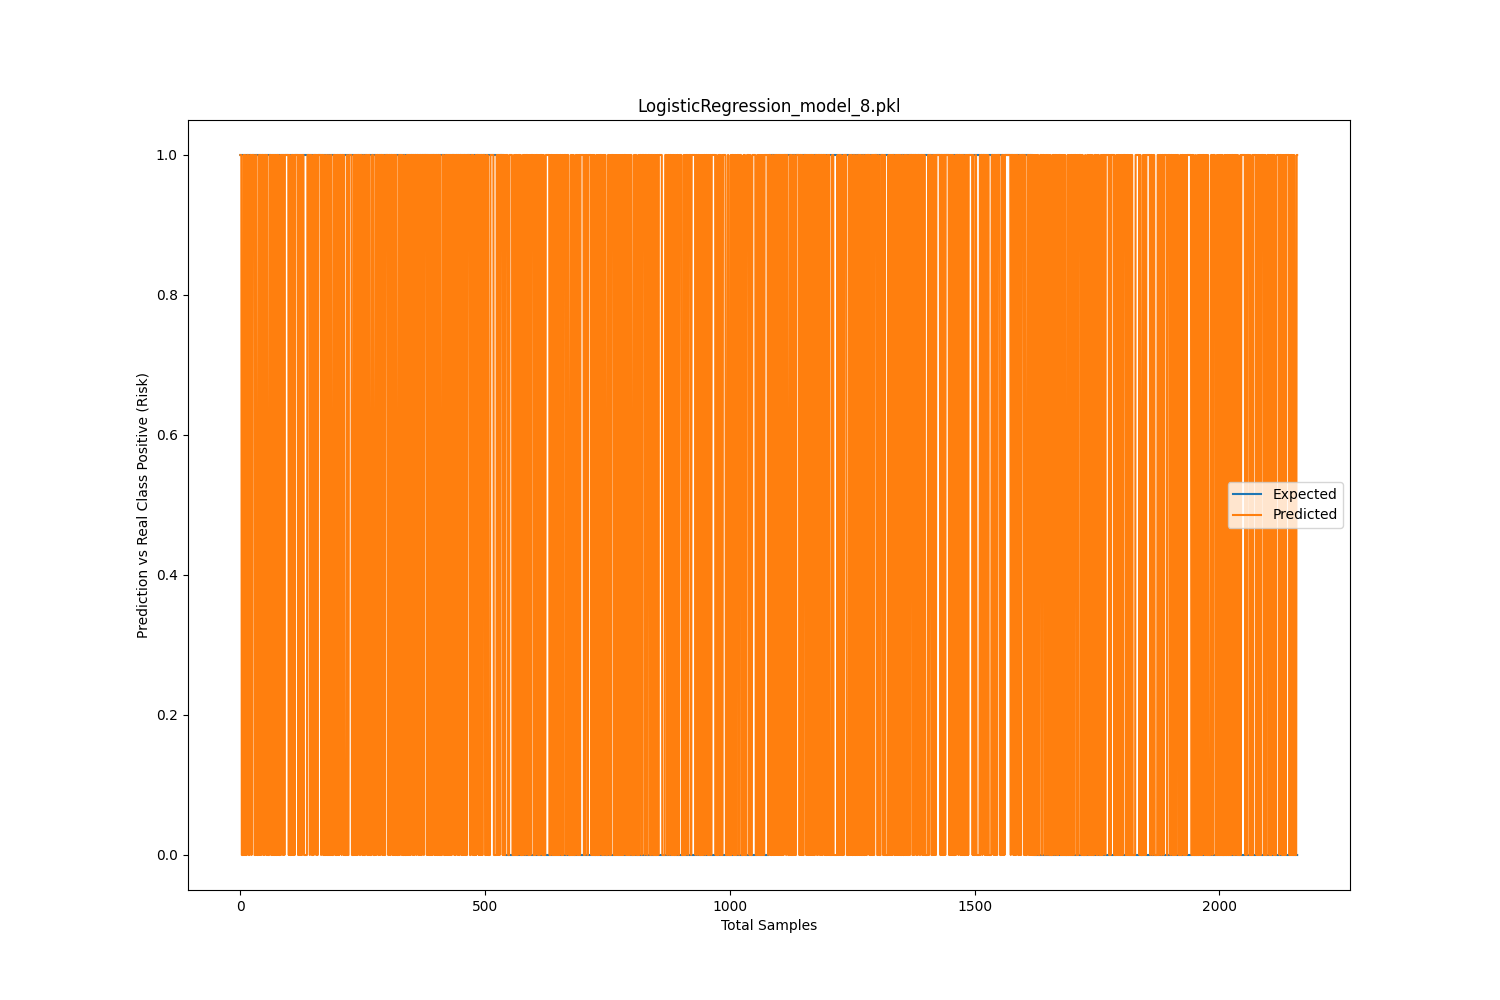 LogisticRegression_model_8.pkl
1.0
0.8
0.6
0.4
0.2
0.0
Prediction vs Real Class Positive (Risk)
Expected
Predicted
0
500
1000
1500
2000
Total Samples